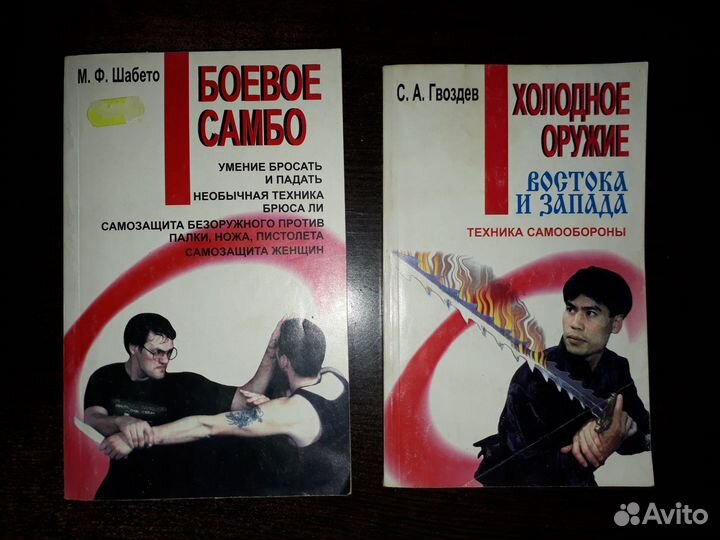 М. Ф. Шабето
БОЕВОЕ
САМБО
УМЕНИЕ БРОСАТЬ
И ПАДАТЬ
НЕОБЫЧНАЯ ТЕХНИКА
БРЮСА ЛИ
САМОЗАЩИТА БЕЗОРУЖНОГО ПРОТИВ
ПАЛКИ, НОЖА, ПИСТОЛЕТА
САМОЗАЩИТА ЖЕНЩИН
С. А. Гвоздев
ХОЛОДНОЕ
ОРУЖИЕ
ВОСТОКА
И ЗАПАДА
ТЕХНИКА САМООБОРОНЫ
Avito